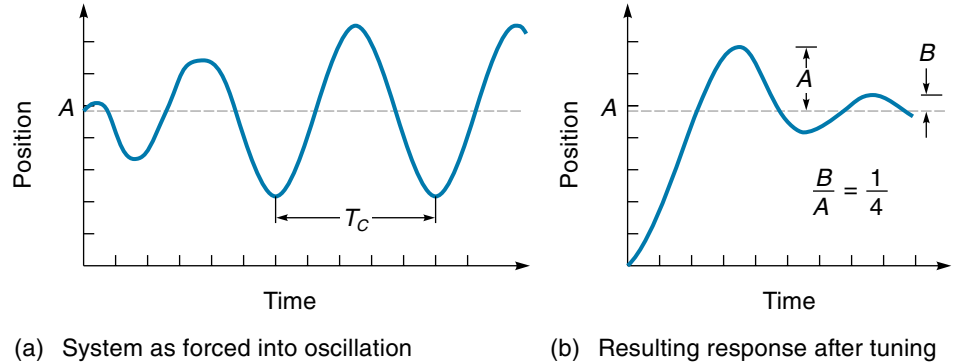 Position
A
T_C
Time
(a) System as forced into oscillation
Position
A
A
B
B/A = 1/4
Time
(b) Resulting response after tuning